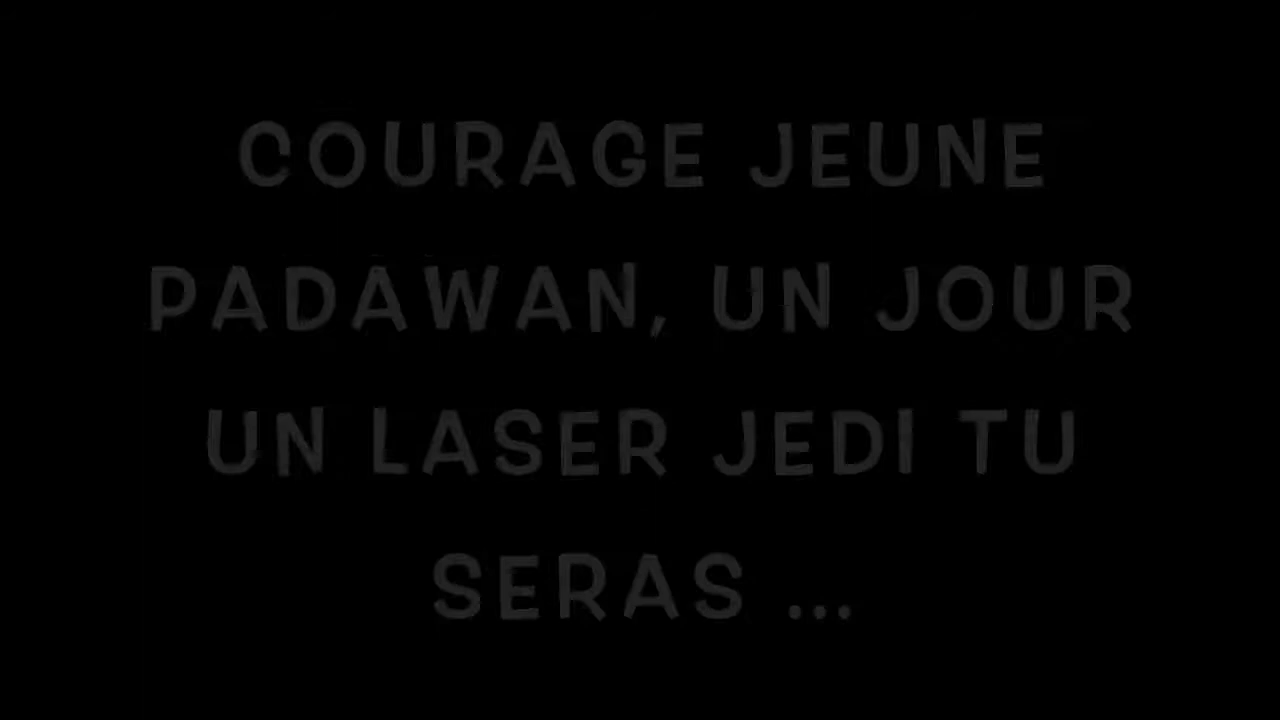 COURAGE JEUNE
PADAWAN, UN JOUR
UN LASER JEDI TU
SERAS ...